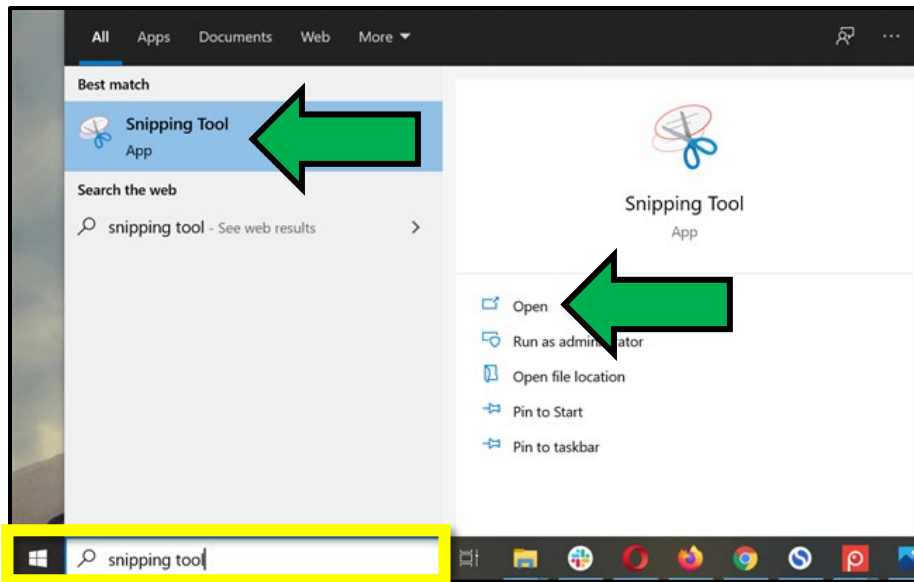 All Apps Documents Web More
Best match
Snipping Tool
App
Search the web
snipping tool - See web results
Snipping Tool
App
Open
Run as administrator
Open file location
Pin to Start
Pin to taskbar
snipping tool